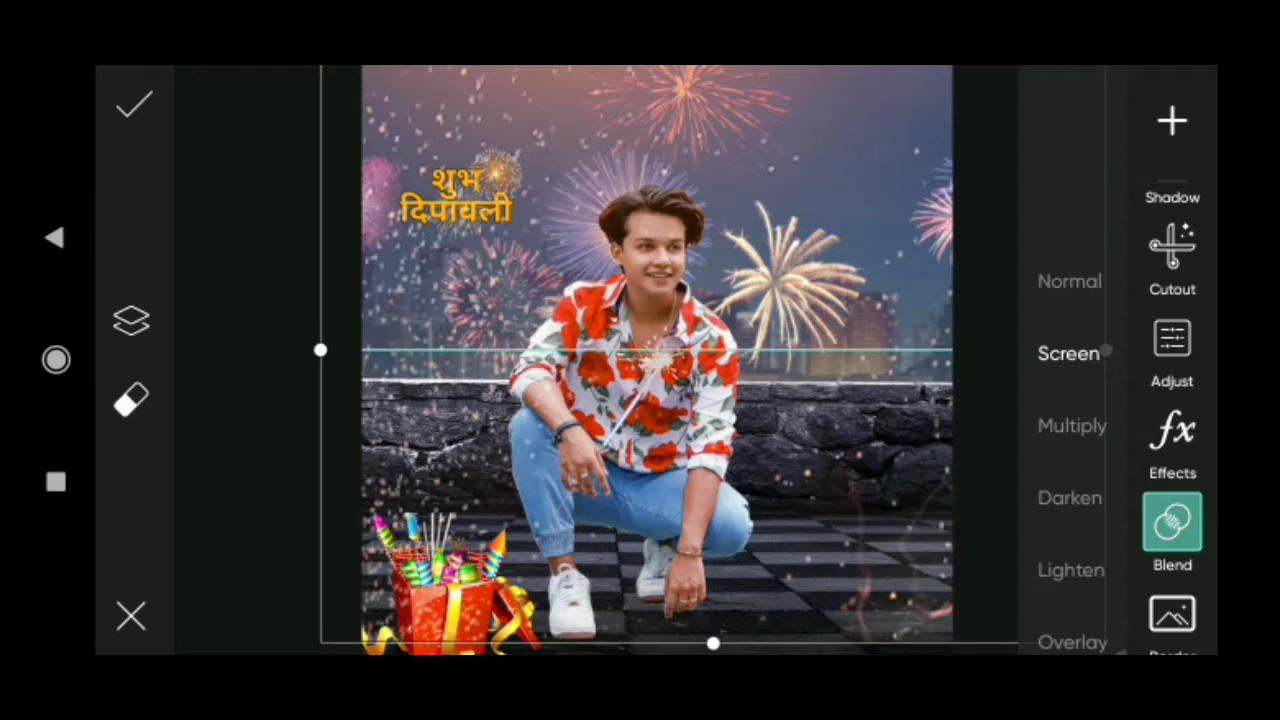 शुभ
दिपावली
Normal
Screen
Multiply
Darken
Lighten
Overlay
Shadow
Cutout
Adjust
fx
Effects
Blend